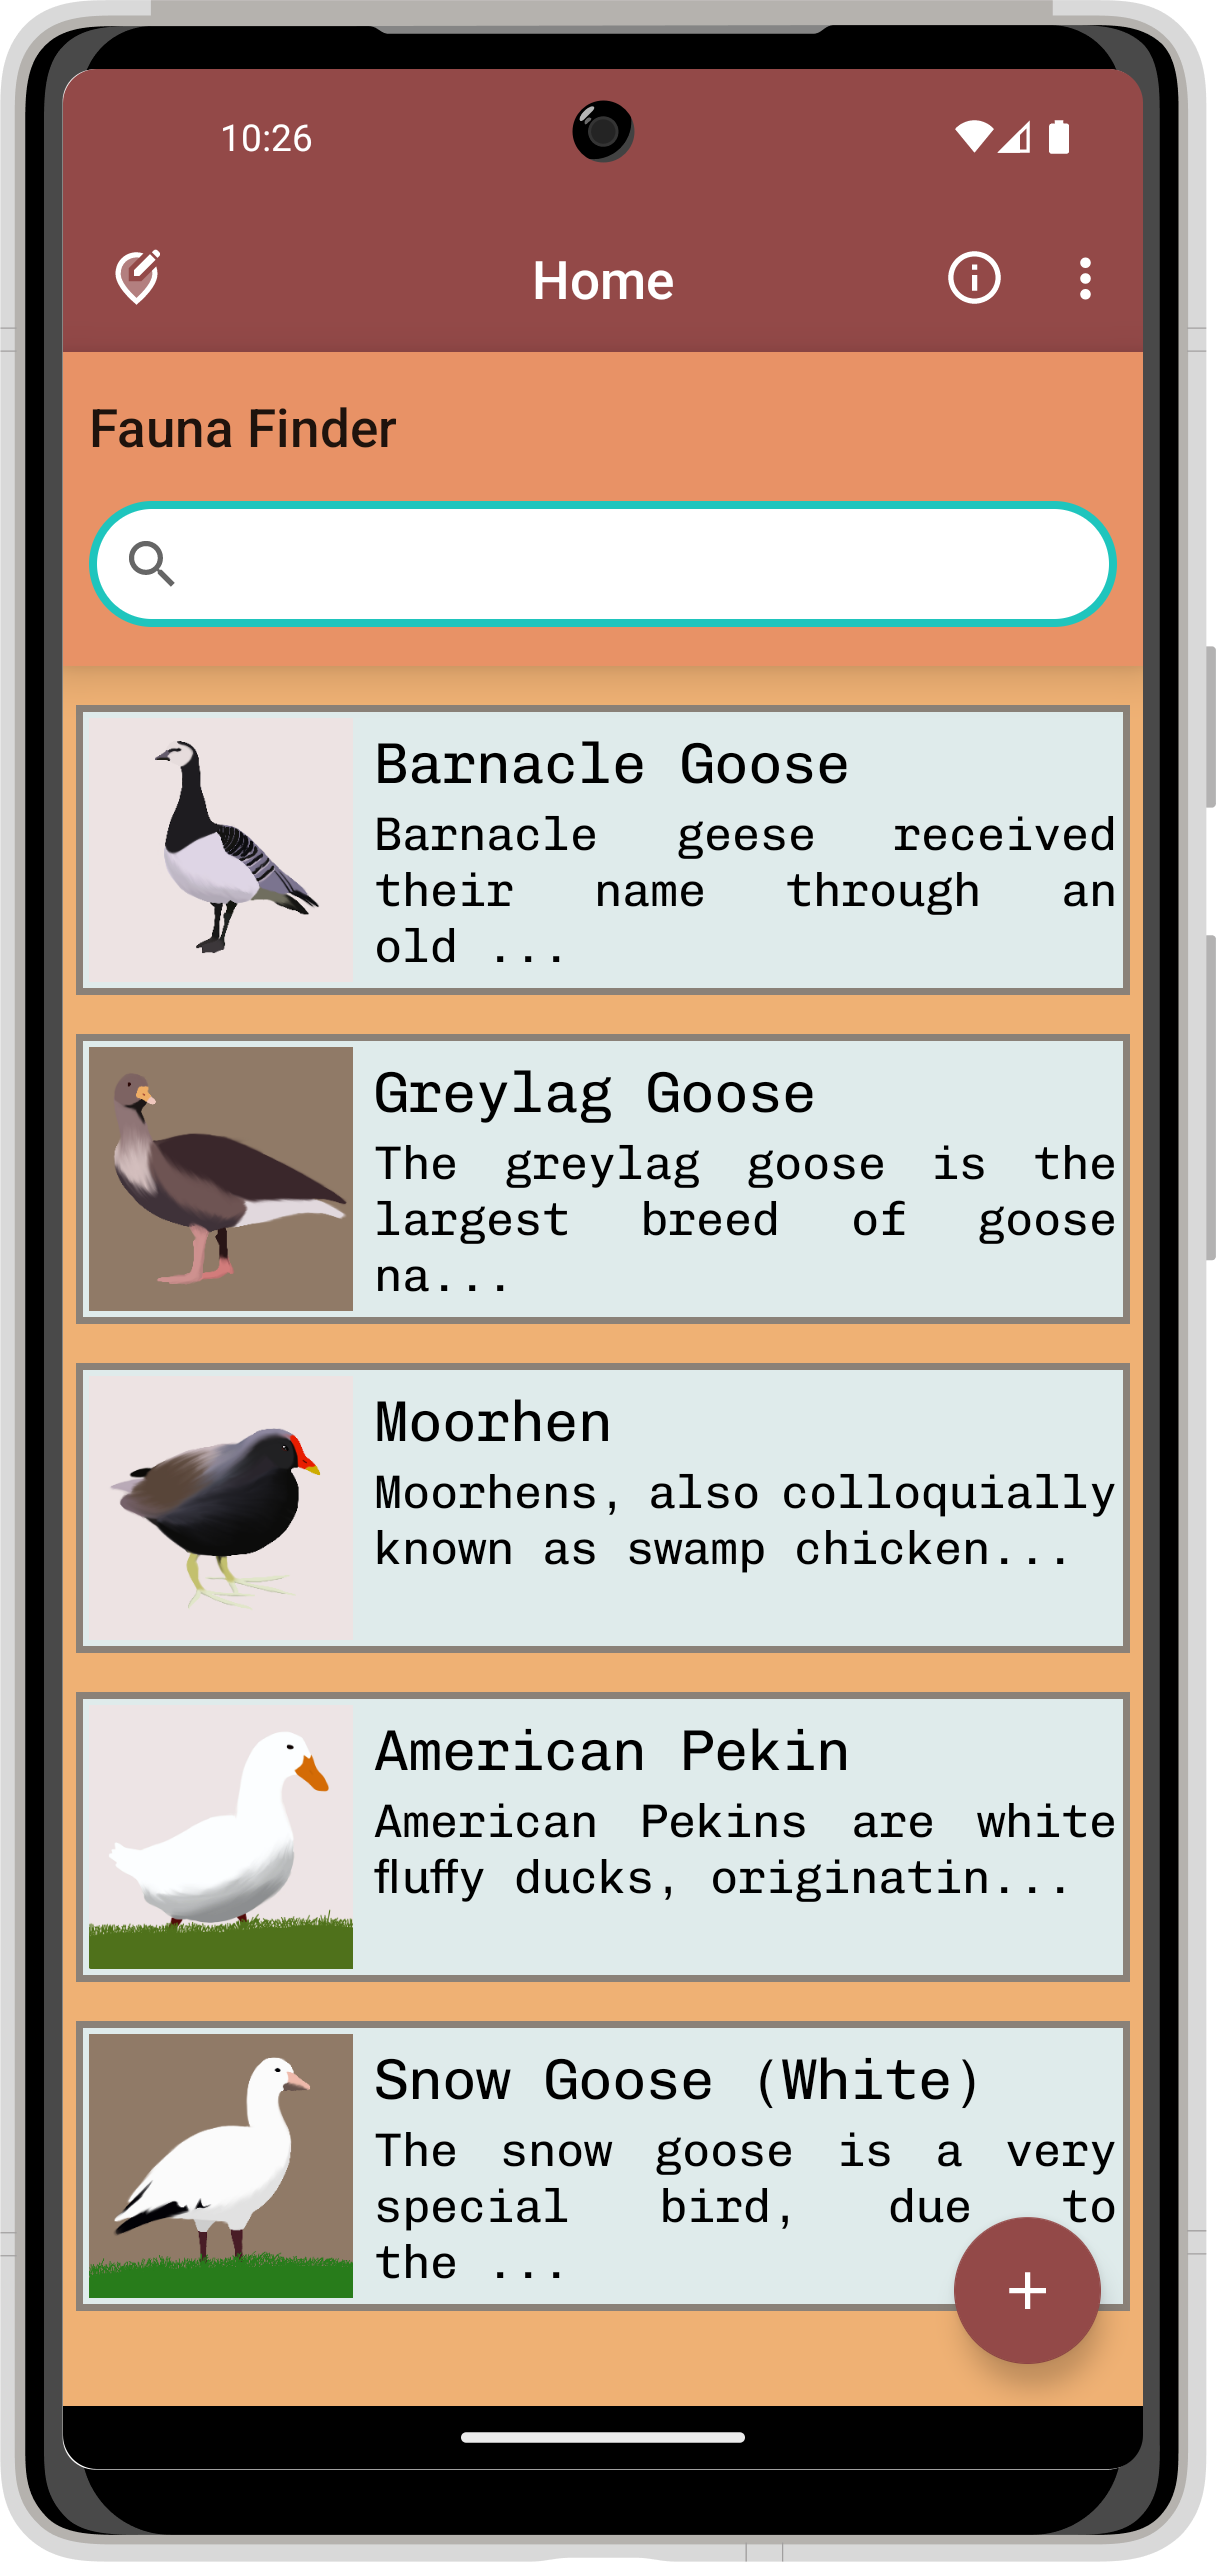 10:26
Home
Fauna Finder
Barnacle Goose
Barnacle geese received
their name through an
old ...
Greylag Goose
The greylag goose is the
largest breed of goose
na...
Moorhen
Moorhens, also colloquially
known as swamp chicken...
American Pekin
American Pekins are white
fluffy ducks, originatin...
Snow Goose (White)
The snow goose is a very
special bird, due to
the ...